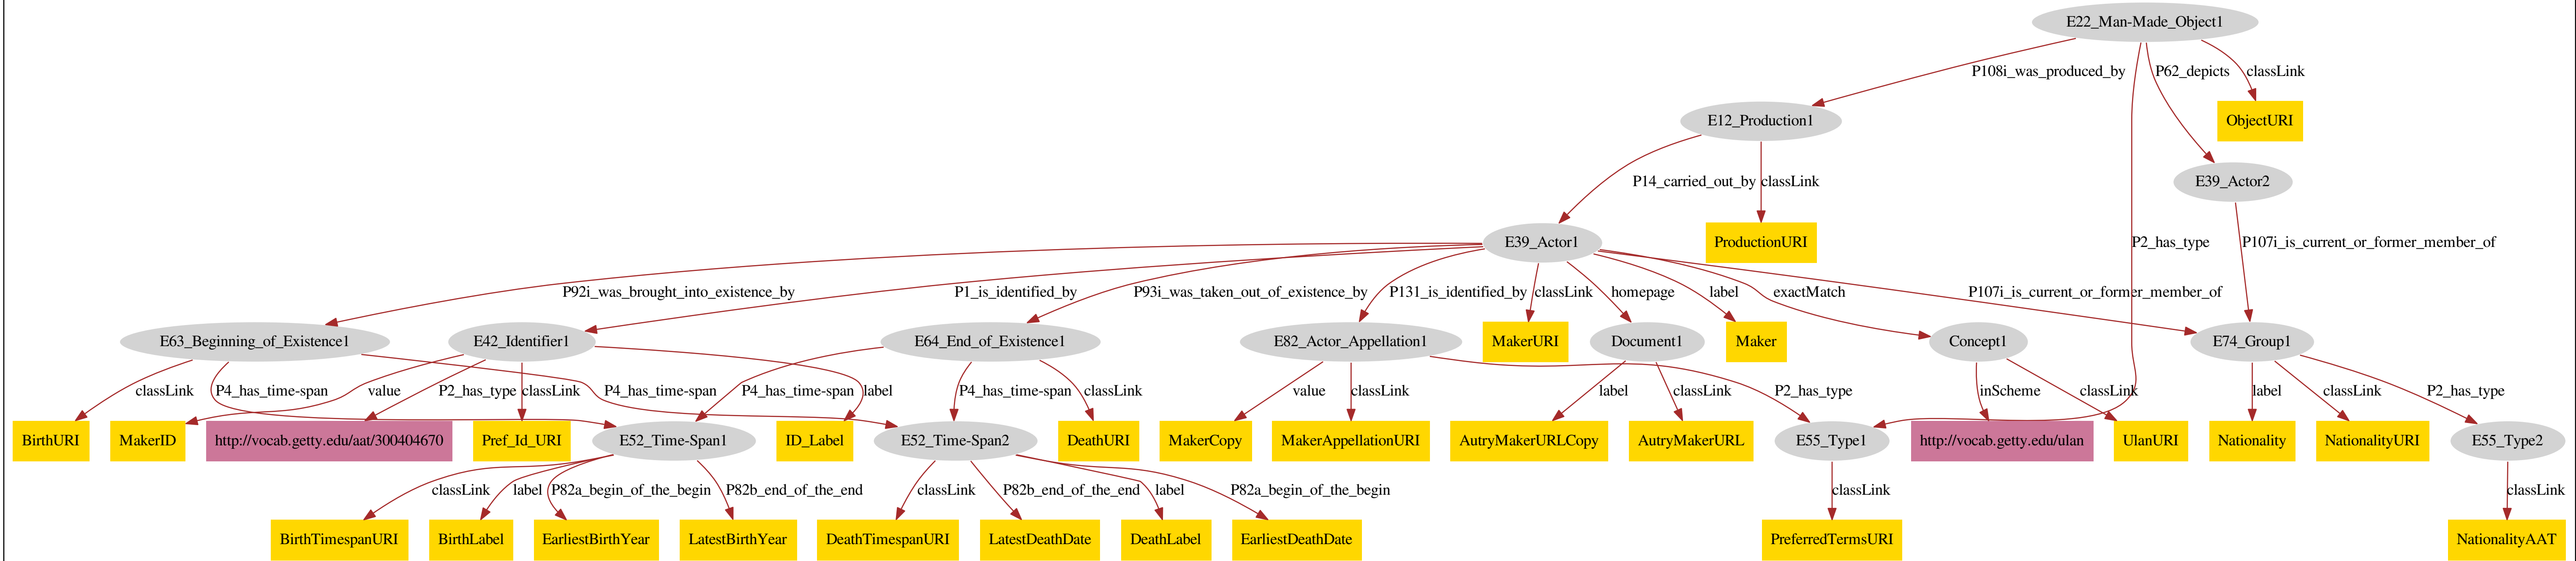 E22_Man-Made_Object1
P108i_was_produced_by
P62_depicts
classLink
E12_Production1
ObjectURI
P14_carried_out_by
classLink
E39_Actor2
E39_Actor1
ProductionURI
P2_has_type
P107i_is_current_or_former_member_of
P92i_was_brought_into_existence_by
P1_is_identified_by
P93i_was_taken_out_of_existence_by
P131_is_identified_by
classLink
homepage
label
exactMatch
P107i_is_current_or_former_member_of
E63_Beginning_of_Existence1
E42_Identifier1
E64_End_of_Existence1
E82_Actor_Appellation1
MakerURI
Document1
Maker
Concept1
E74_Group1
classLink
P4_has_time-span
value
P2_has_type
classLink
P4_has_time-span
P4_has_time-span
label
P4_has_time-span
classLink
value
classLink
P2_has_type
label
classLink
inScheme
classLink
label
classLink
P2_has_type
BirthURI
MakerID
http://vocab.getty.edu/aat/300404670
Pref_Id_URI
E52_Time-Span1
ID_Label
E52_Time-Span2
DeathURI
MakerCopy
MakerAppellationURI
AutryMakerURLCopy
AutryMakerURL
E55_Type1
http://vocab.getty.edu/ulan
UlanURI
Nationality
NationalityURI
E55_Type2
classLink
label
P82a_begin_of_the_begin
P82b_end_of_the_end
classLink
P82b_end_of_the_end
label
P82a_begin_of_the_begin
classLink
classLink
BirthTimespanURI
BirthLabel
EarliestBirthYear
LatestBirthYear
DeathTimespanURI
LatestDeathDate
DeathLabel
EarliestDeathDate
PreferredTermsURI
NationalityAAT